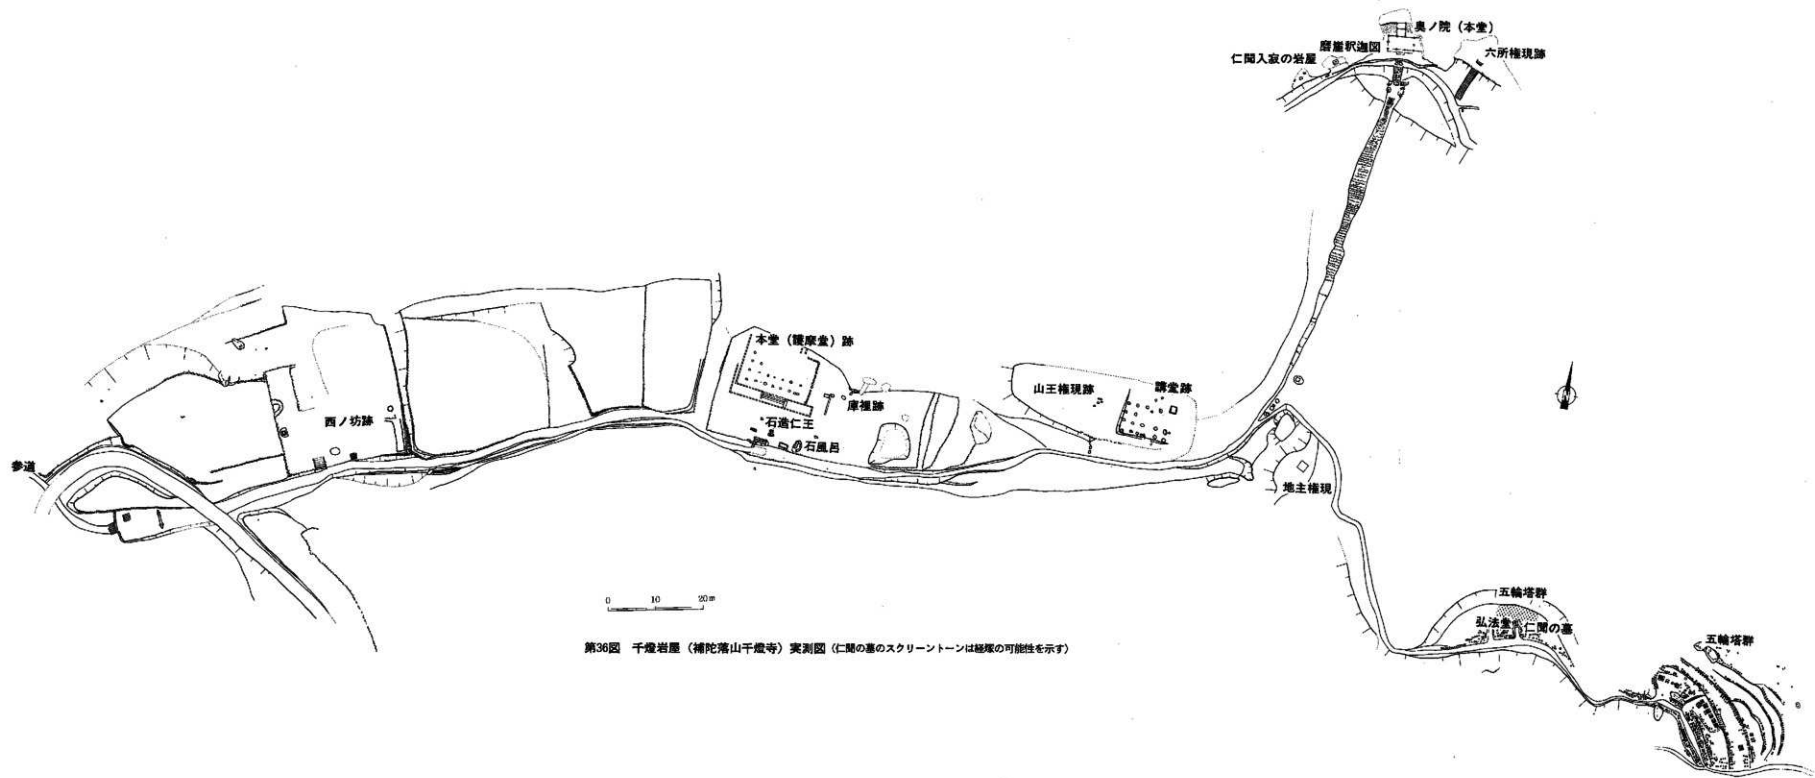 奥ノ院（本堂）
磨崖釈迦図
六所権現跡
仁聞入寂の岩屋
本堂（護摩堂）跡
山王権現跡
講堂跡
庫裡跡
西ノ坊跡
石造仁王
石風呂
参道
地主権現
五輪塔群
弘法堂
仁聞の墓
五輪塔群
0 10 20m
第36図 千燈岩屋（補陀落山千燈寺）実測図（仁聞の墓のスクリーントーンは経塚の可能性を示す）